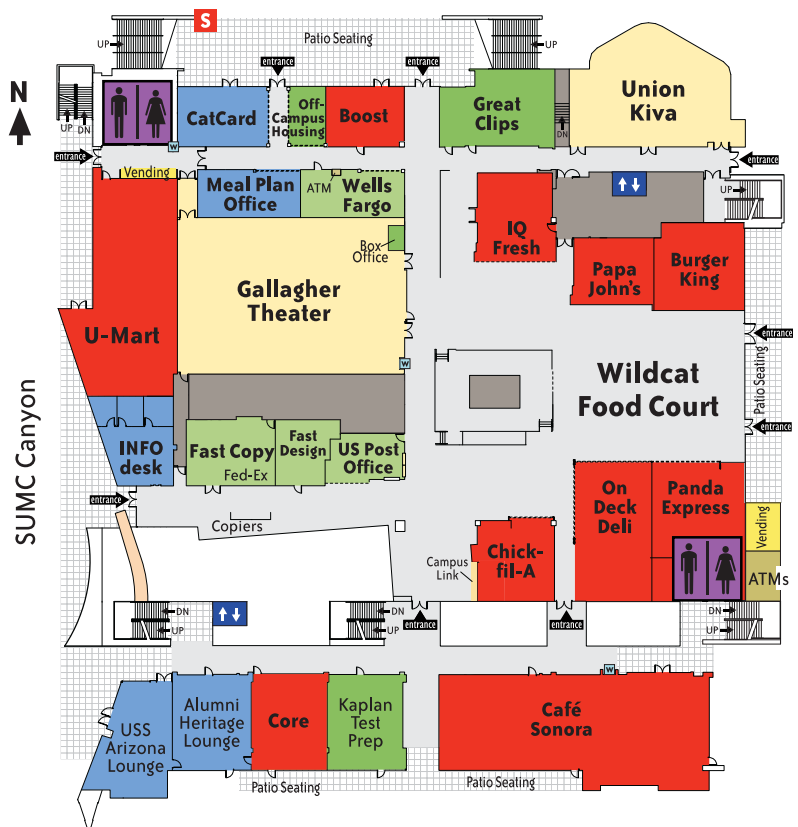 S
Patio Seating
UP
UP
N
entrance
entrance
CatCard
Campus
Off-
Campus
Housing
Boost
Great
Clips
Union
Kiva
UP
DN
DN
W
entrance
entrance
Vending
Meal Plan
Office
ATM
Wells
Fargo
UP
IQ
Fresh
Box
Office
Papa
John's
Burger
King
Gallagher
Theater
U-Mart
entrance
W
Wildcat
Food Court
Patio Seating
SUMC Canyon
entrance
INFO
desk
Fast Copy
Fed-Ex
Fast
Design
US Post
Office
On
Deck
Deli
Panda
Express
entrance
Copiers
Vending
Chick-
fil-A
Campus
Link
ATMs
DN
UP
DN
UP
entrance
entrance
DN
UP
W
USS
Arizona
Lounge
Alumni
Heritage
Lounge
Core
Kaplan
Test
Prep
Café
Sonora
Patio Seating
Patio Seating